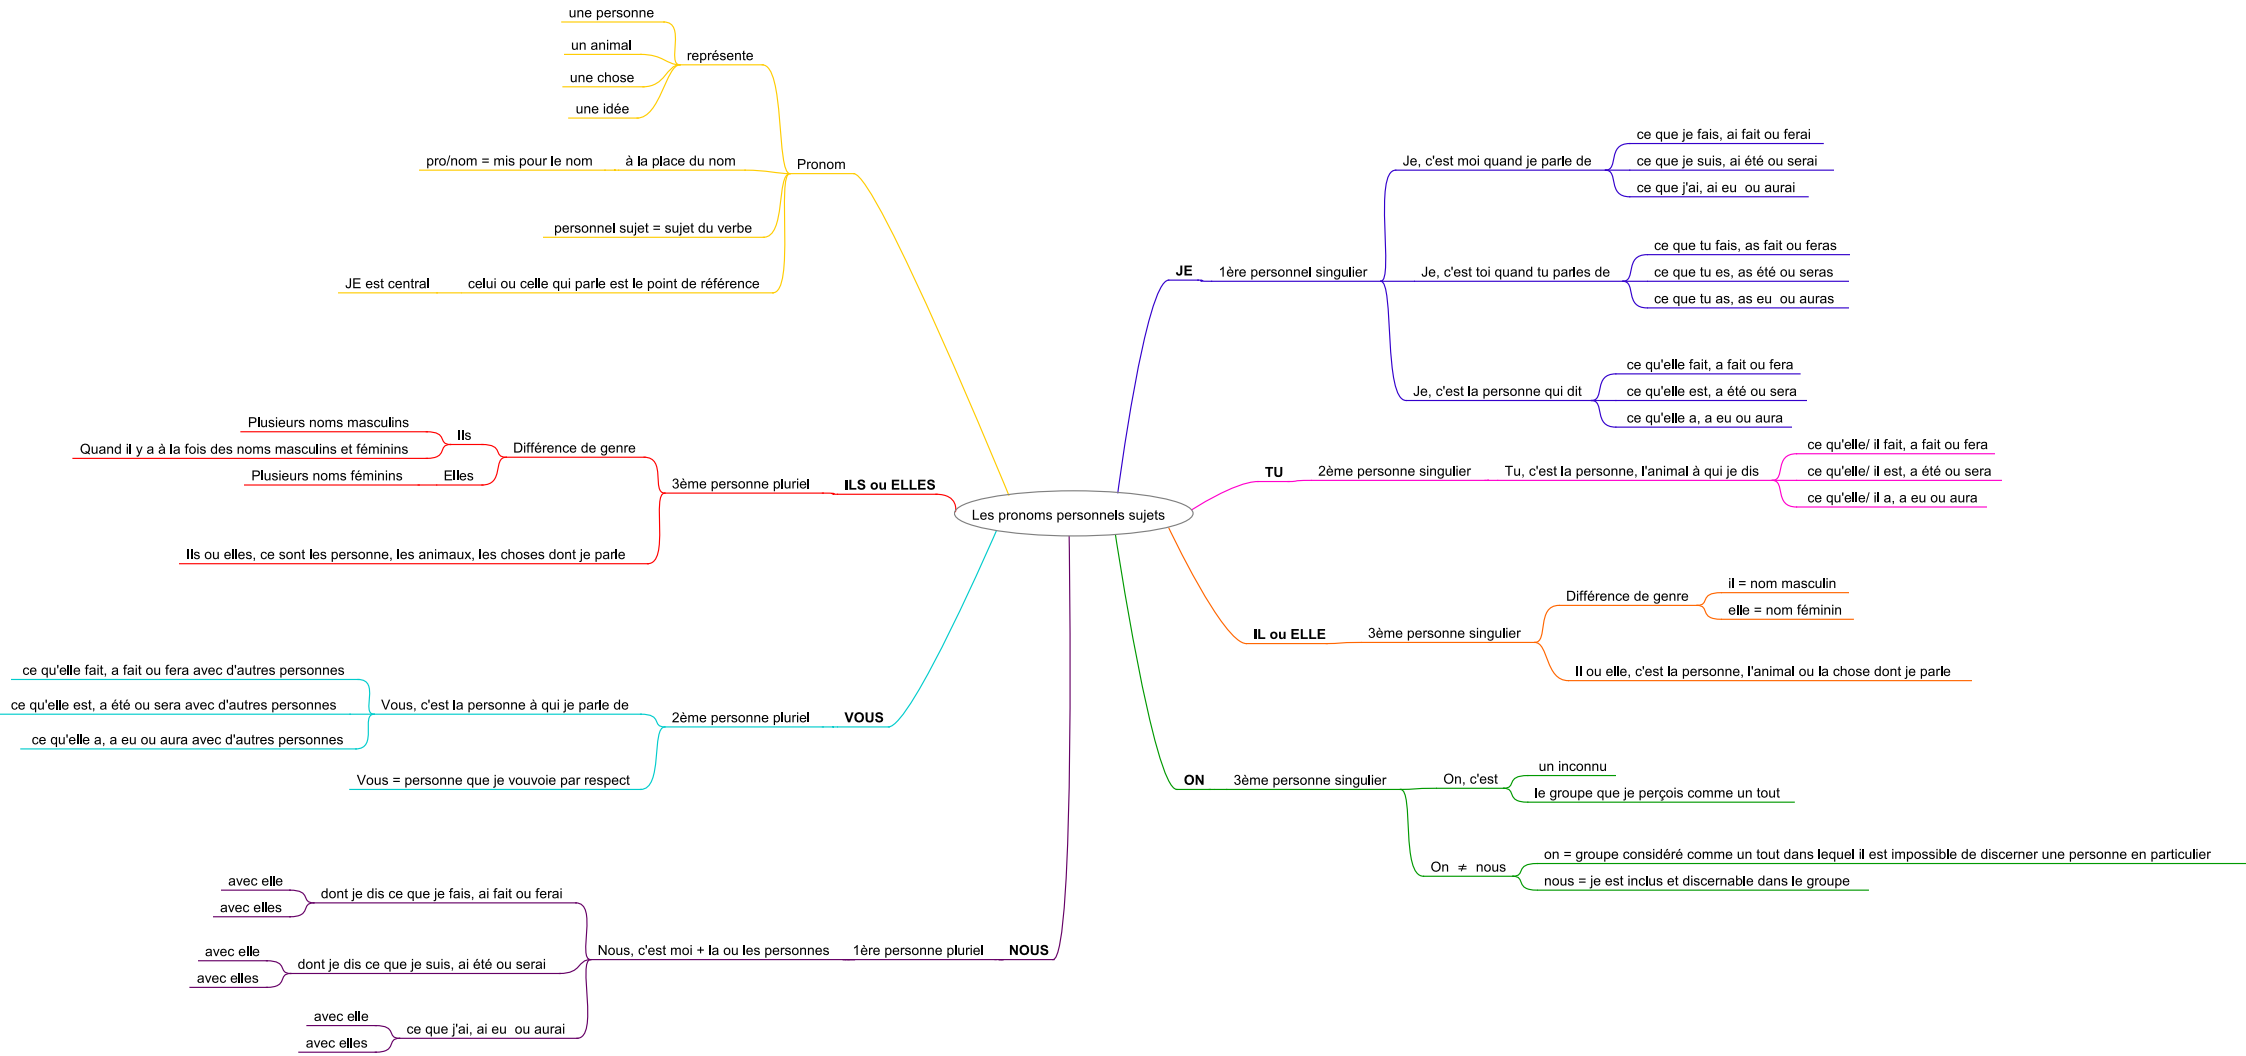 Les pronoms personnels sujets
Pronom
représente
une personne
un animal
une chose
une idée
à la place du nom
pro/nom = mis pour le nom
personnel sujet = sujet du verbe
celui ou celle qui parle est le point de référence
JE est central
JE
1ère personnel singulier
Je, c'est moi quand je parle de
ce que je fais, ai fait ou ferai
ce que je suis, ai été ou serai
ce que j'ai, ai eu ou aurai
Je, c'est toi quand tu parles de
ce que tu fais, as fait ou feras
ce que tu es, as été ou seras
ce que tu as, as eu ou auras
Je, c'est la personne qui dit
ce qu'elle fait, a fait ou fera
ce qu'elle est, a été ou sera
ce qu'elle a, a eu ou aura
TU
2ème personne singulier
Tu, c'est la personne, l'animal à qui je dis
ce qu'elle/ il fait, a fait ou fera
ce qu'elle/ il est, a été ou sera
ce qu'elle/ il a, a eu ou aura
IL ou ELLE
3ème personne singulier
Différence de genre
il = nom masculin
elle = nom féminin
Il ou elle, c'est la personne, l'animal ou la chose dont je parle
ON
3ème personne singulier
On, c'est
un inconnu
le groupe que je perçois comme un tout
On ≠ nous
on = groupe considéré comme un tout dans lequel il est impossible de discerner une personne en particulier
nous = je est inclus et discernable dans le groupe
NOUS
1ère personne pluriel
Nous, c'est moi + la ou les personnes
dont je dis ce que je fais, ai fait ou ferai
avec elle
avec elles
dont je dis ce que je suis, ai été ou serai
avec elle
avec elles
ce que j'ai, ai eu ou aurai
avec elle
avec elles
VOUS
2ème personne pluriel
Vous, c'est la personne à qui je parle de
ce qu'elle fait, a fait ou fera avec d'autres personnes
ce qu'elle est, a été ou sera avec d'autres personnes
ce qu'elle a, a eu ou aura avec d'autres personnes
Vous = personne que je vouvoie par respect
ILS ou ELLES
3ème personne pluriel
Différence de genre
Ils
Plusieurs noms masculins
Quand il y a à la fois des noms masculins et féminins
Elles
Plusieurs noms féminins
Ils ou elles, ce sont les personne, les animaux, les choses dont je parle